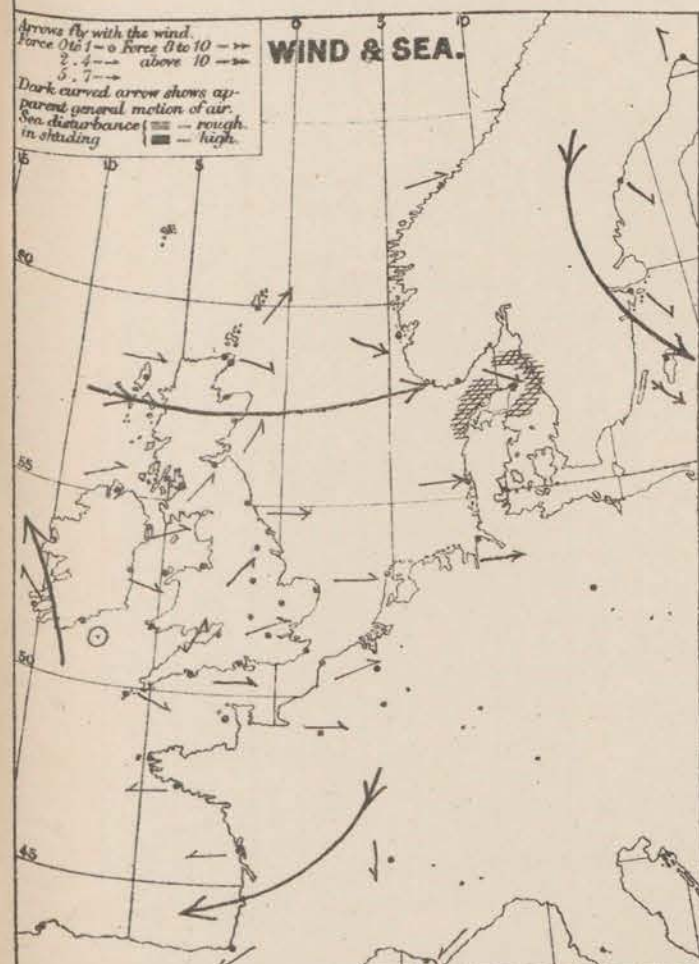 0 5 10
Arrows fly with the wind.
Force 0 to 1 – o Force 8 to 10 –
2 . 4 – above 10 –
5 . 7 –
Dark curved arrow shows ap-
parent general motion of air.
Sea disturbance { – rough.
in shading { – high.
WIND & SEA.
15 10 5
60
55
50
45